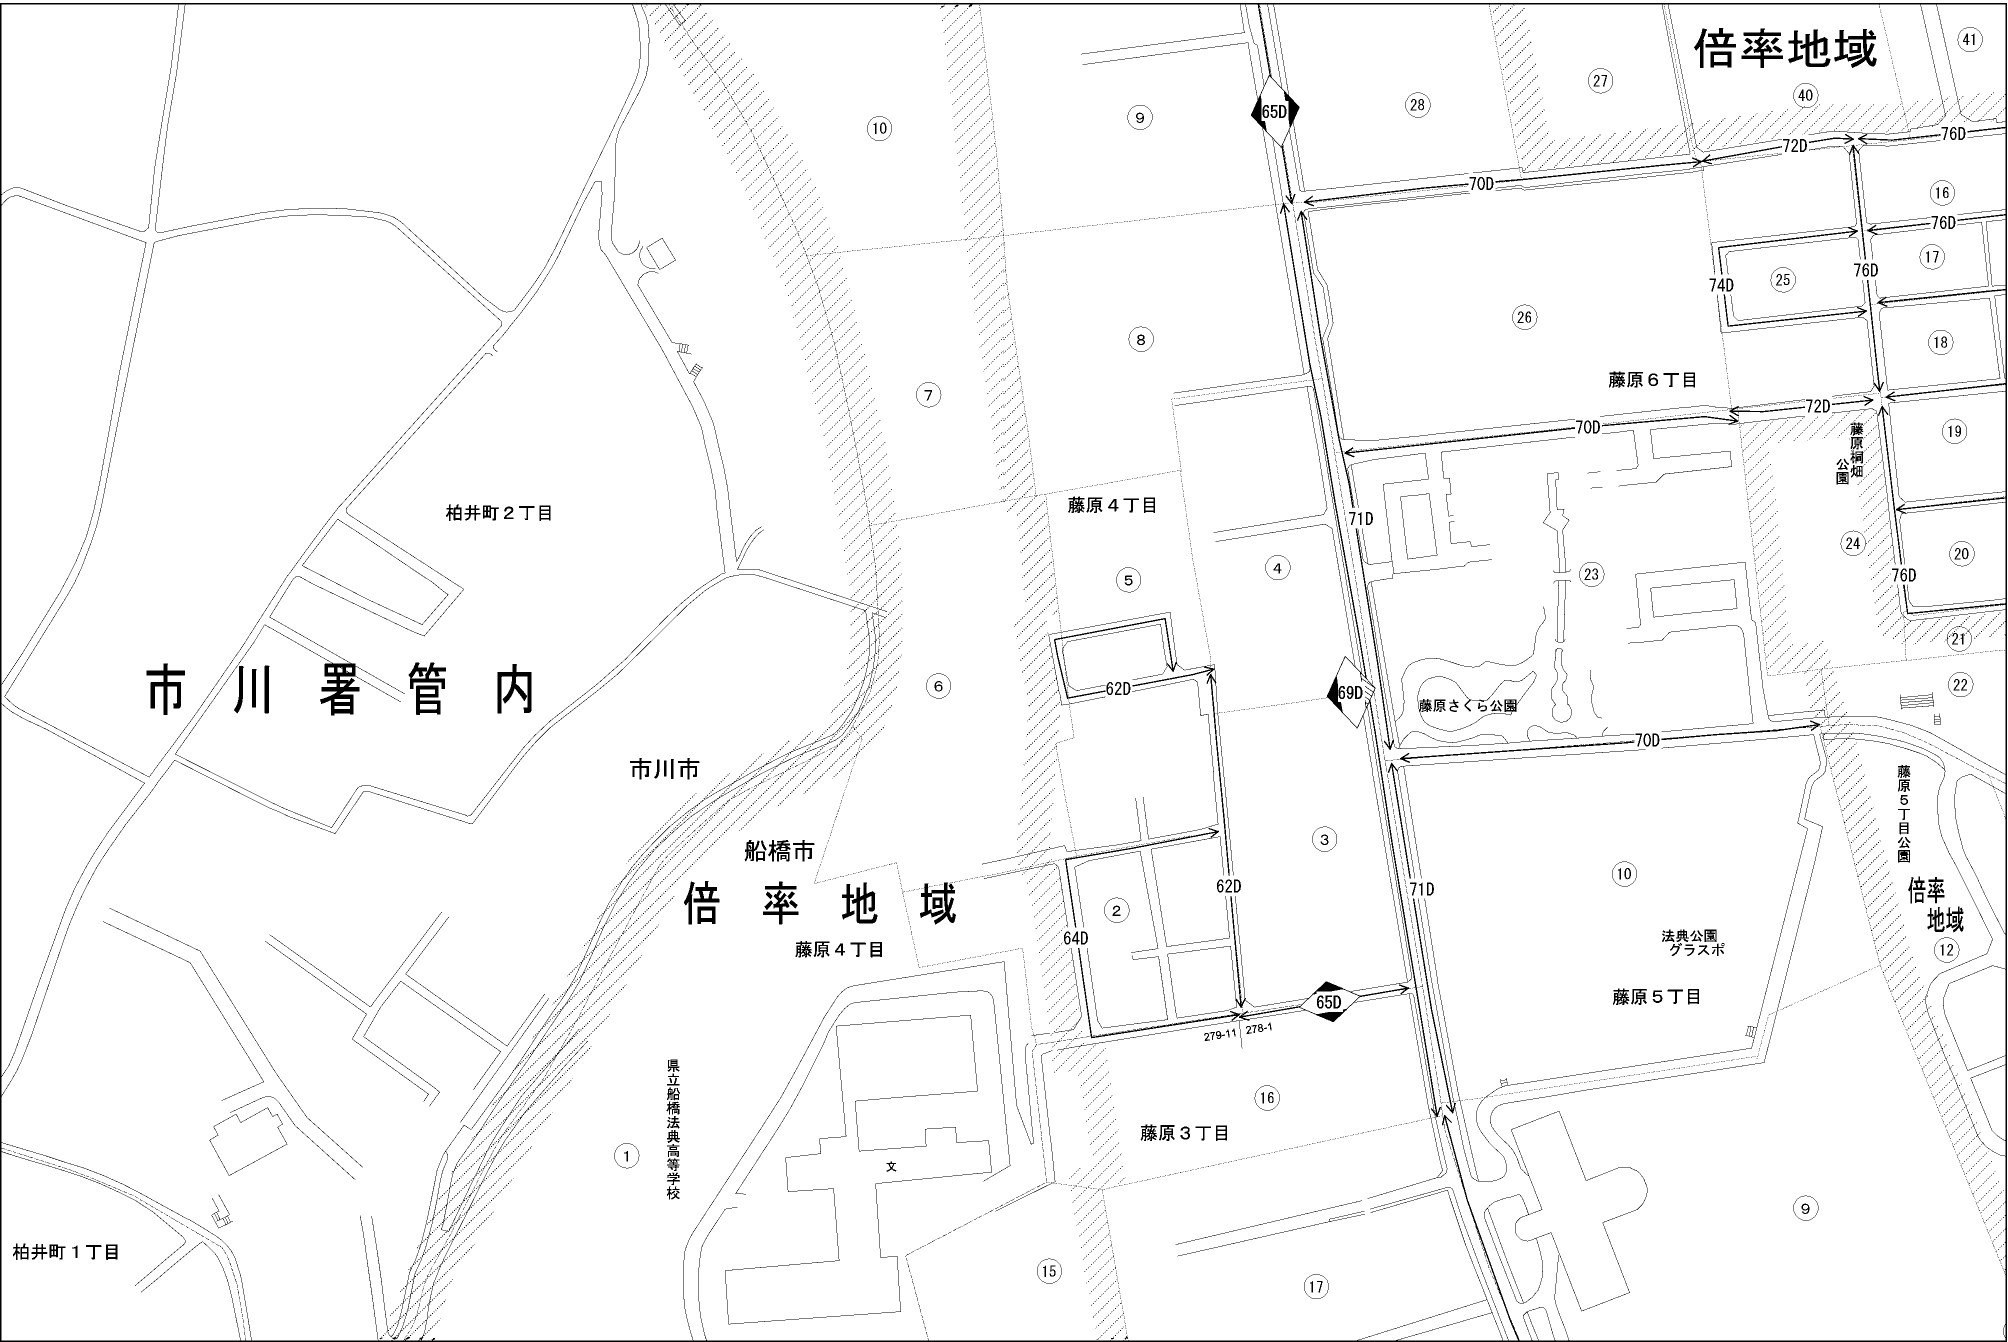 倍率地域
41
27
40
28
10
9
65D
76D
72D
70D
16
76D
17
25
74D
76D
26
8
18
藤原６丁目
7
72D
70D
19
藤原桐畑
公園
柏井町２丁目
藤原４丁目
71D
24
20
5
4
23
76D
21
市川署管内
6
62D
69D
藤原さくら公園
22
70D
市川市
藤原５丁目公園
船橋市
3
倍率地域
2
62D
71D
10
倍率
地域
64D
藤原４丁目
法典公園
グラスポ
12
65D
藤原５丁目
279-11
278-1
県立船橋法典高等学校
16
藤原３丁目
1
文
9
柏井町１丁目
15
17